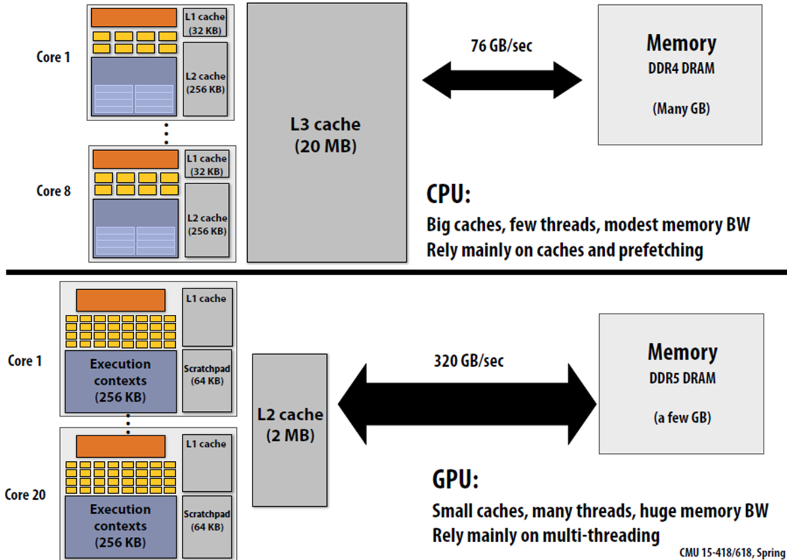 Core 1
L1 cache
(32 KB)
L2 cache
(256 KB)
Core 8
L1 cache
(32 KB)
L2 cache
(256 KB)
L3 cache
(20 MB)
76 GB/sec
Memory
DDR4 DRAM
(Many GB)
CPU:
Big caches, few threads, modest memory BW
Rely mainly on caches and prefetching
Core 1
Execution
contexts
(256 KB)
L1 cache
Scratchpad
(64 KB)
Core 20
Execution
contexts
(256 KB)
L1 cache
Scratchpad
(64 KB)
L2 cache
(2 MB)
320 GB/sec
Memory
DDR5 DRAM
(a few GB)
GPU:
Small caches, many threads, huge memory BW
Rely mainly on multi-threading
CMU 15-418/618, Spring